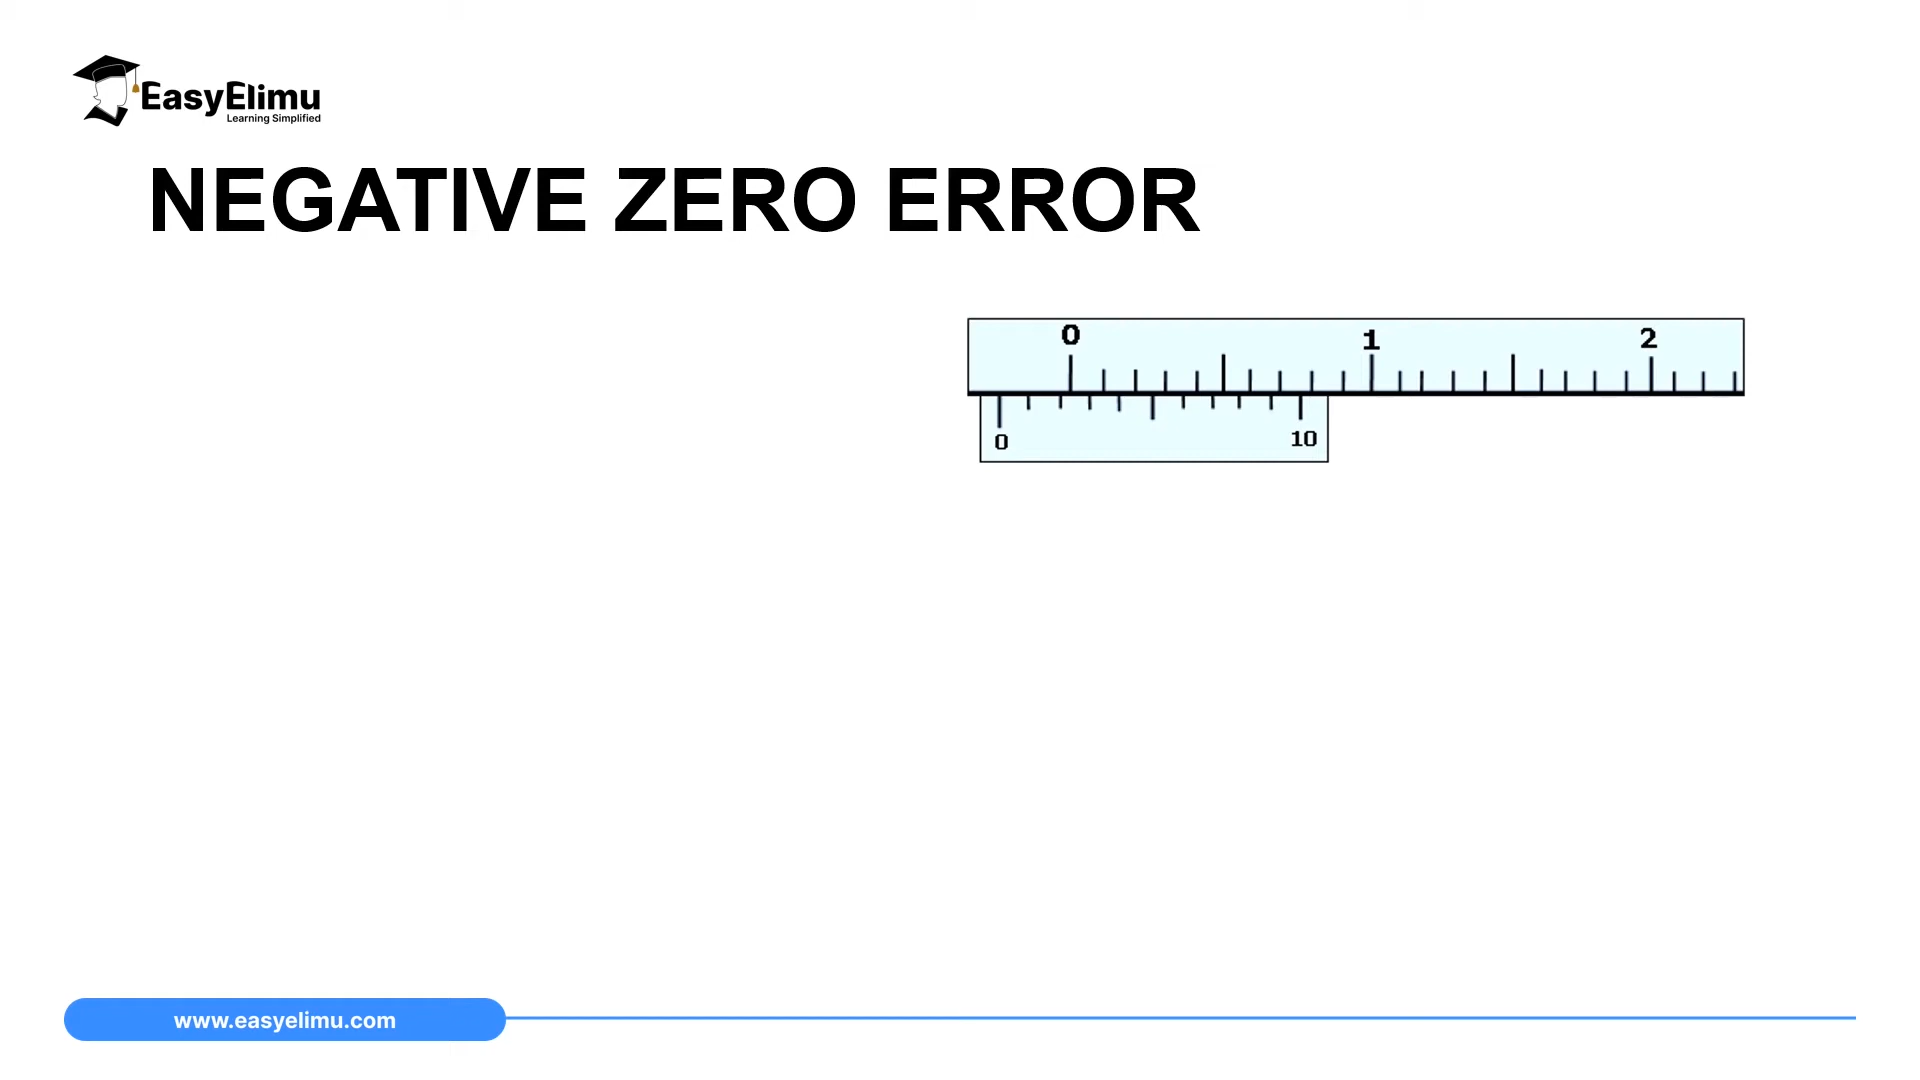 EasyElimu
Learning Simplified
NEGATIVE ZERO ERROR
0 1 2
0 10
www.easyelimu.com